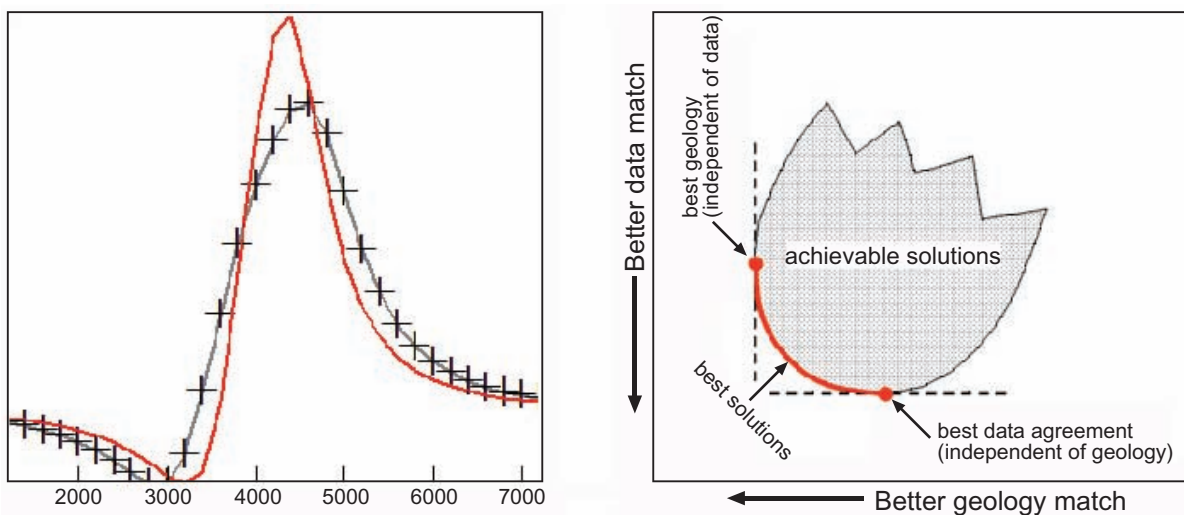 2000 3000 4000 5000 6000 7000
Better data match
best geology
(independent of data)
achievable solutions
best solutions
best data agreement
(independent of geology)
Better geology match